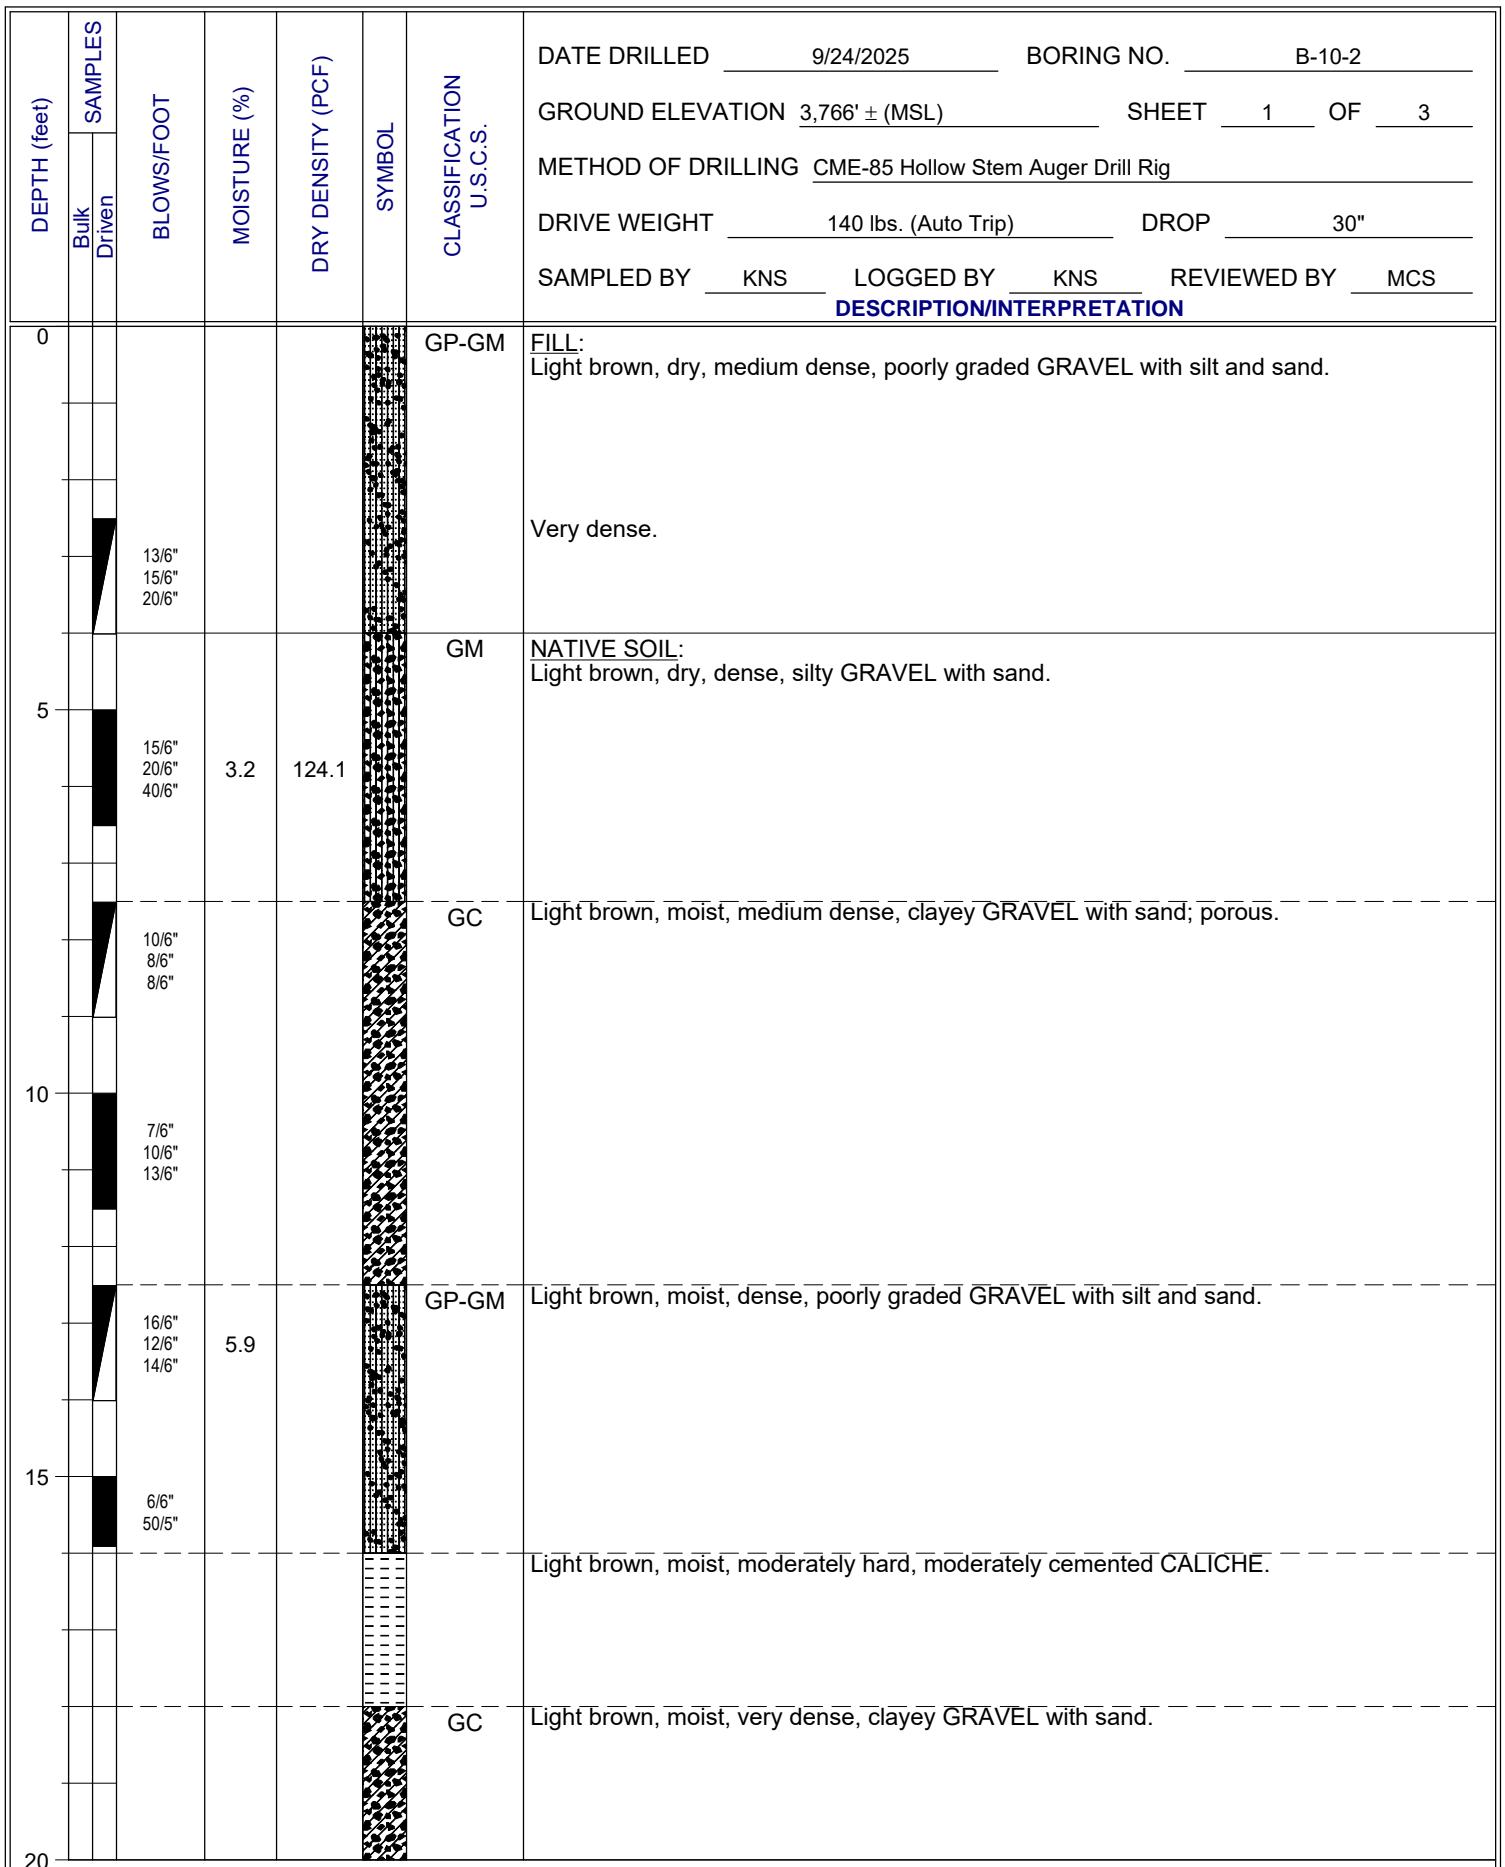 DEPTH (feet)
SAMPLES
Bulk
Driven
BLOWS/FOOT
MOISTURE (%)
DRY DENSITY (PCF)
SYMBOL
CLASSIFICATION
U.S.C.S.
DATE DRILLED 9/24/2025 BORING NO. B-10-2
GROUND ELEVATION 3,766' ± (MSL) SHEET 1 OF 3
METHOD OF DRILLING CME-85 Hollow Stem Auger Drill Rig
DRIVE WEIGHT 140 lbs. (Auto Trip) DROP 30"
SAMPLED BY KNS LOGGED BY KNS REVIEWED BY MCS
DESCRIPTION/INTERPRETATION
0 GP-GM FILL:
Light brown, dry, medium dense, poorly graded GRAVEL with silt and sand.
Very dense.
13/6"
15/6"
20/6"
GM NATIVE SOIL:
Light brown, dry, dense, silty GRAVEL with sand.
5
15/6"
20/6" 3.2 124.1
40/6"
GC Light brown, moist, medium dense, clayey GRAVEL with sand; porous.
10/6"
8/6"
8/6"
10
7/6"
10/6"
13/6"
GP-GM Light brown, moist, dense, poorly graded GRAVEL with silt and sand.
16/6"
12/6" 5.9
14/6"
15
6/6"
50/5"
Light brown, moist, moderately hard, moderately cemented CALICHE.
GC Light brown, moist, very dense, clayey GRAVEL with sand.
20